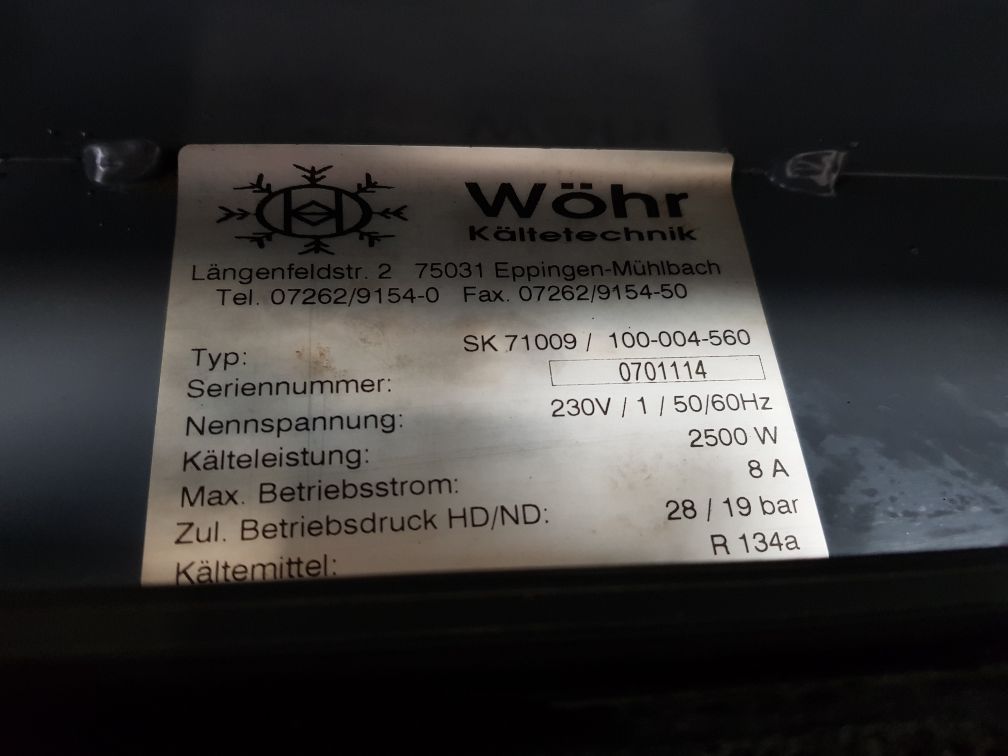 Wöhr
Kältetechnik
Längenfeldstr. 2 75031 Eppingen-Mühlbach
Tel. 07262/9154-0 Fax. 07262/9154-50
Typ: SK 71009 / 100-004-560
Seriennummer: 0701114
Nennspannung: 230V / 1 / 50/60Hz
Kälteleistung: 2500 W
Max. Betriebsstrom: 8 A
Zul. Betriebsdruck HD/ND: 28 / 19 bar
Kältemittel: R 134a